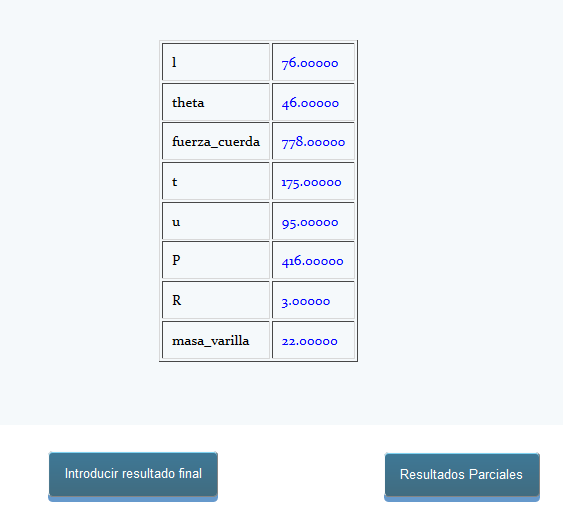 l 76.00000
theta 46.00000
fuerza_cuerda 778.00000
t 175.00000
u 95.00000
P 416.00000
R 3.00000
masa_varilla 22.00000
Introducir resultado final Resultados Parciales